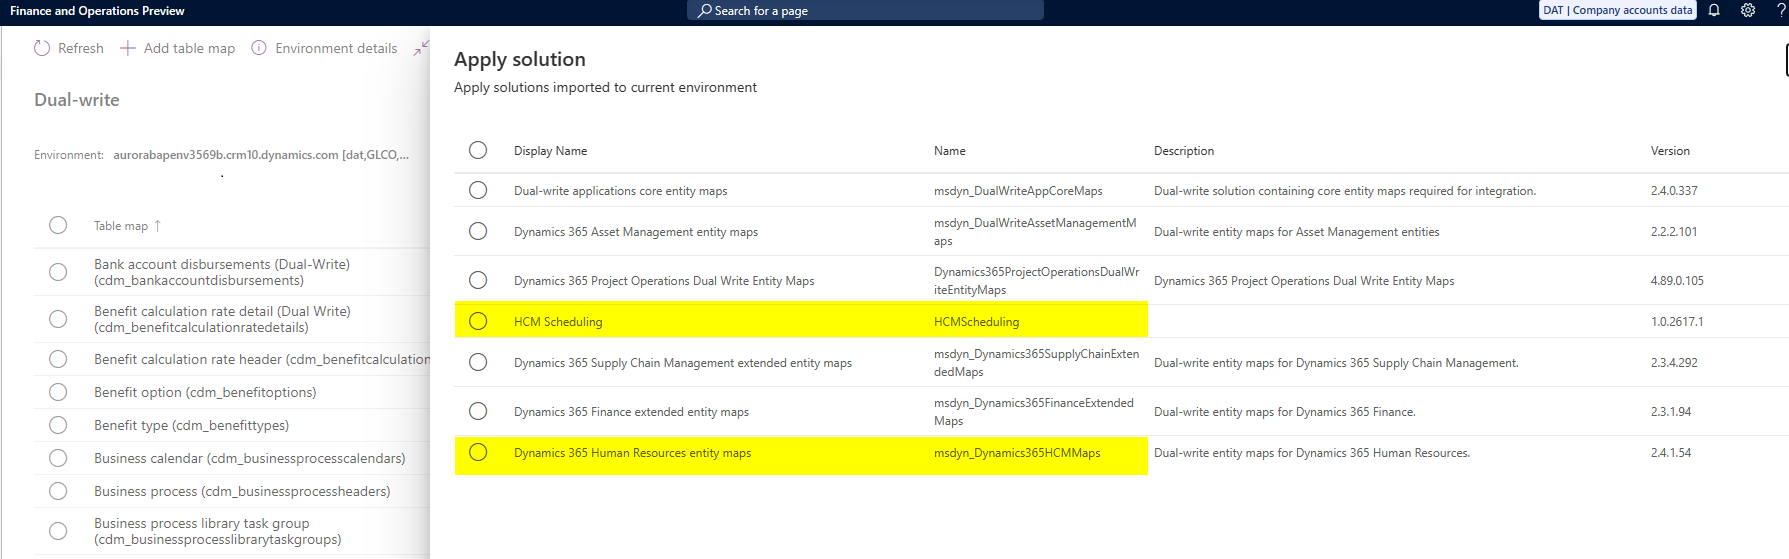 Finance and Operations Preview
Search for a page
DAT | Company accounts data
?
Refresh
Add table map
Environment details
Dual-write
Environment: aurorabapenv3569b.crm10.dynamics.com [dat,GLCO,...
Table map ↑
Bank account disbursements (Dual-Write)
(cdm_bankaccountdisbursements)
Benefit calculation rate detail (Dual Write)
(cdm_benefitcalculationratedetails)
Benefit calculation rate header (cdm_benefitcalculation
Benefit option (cdm_benefitoptions)
Benefit type (cdm_benefittypes)
Business calendar (cdm_businessprocesscalendars)
Business process (cdm_businessprocessheaders)
Business process library task group
(cdm_businessprocesslibrarytaskgroups)
Apply solution
Apply solutions imported to current environment
Display Name Name Description Version
Dual-write applications core entity maps msdyn_DualWriteAppCoreMaps Dual-write solution containing core entity maps required for integration. 2.4.0.337
Dynamics 365 Asset Management entity maps msdyn_DualWriteAssetManagementM
aps Dual-write entity maps for Asset Management entities 2.2.2.101
Dynamics 365 Project Operations Dual Write Entity Maps Dynamics365ProjectOperationsDualWr
iteEntityMaps Dynamics 365 Project Operations Dual Write Entity Maps 4.89.0.105
HCM Scheduling HCMScheduling 1.0.2617.1
Dynamics 365 Supply Chain Management extended entity maps msdyn_Dynamics365SupplyChainExten
dedMaps Dual-write entity maps for Dynamics 365 Supply Chain Management. 2.3.4.292
Dynamics 365 Finance extended entity maps msdyn_Dynamics365FinanceExtended
Maps Dual-write entity maps for Dynamics 365 Finance. 2.3.1.94
Dynamics 365 Human Resources entity maps msdyn_Dynamics365HCMMaps Dual-write entity maps for Dynamics 365 Human Resources. 2.4.1.54